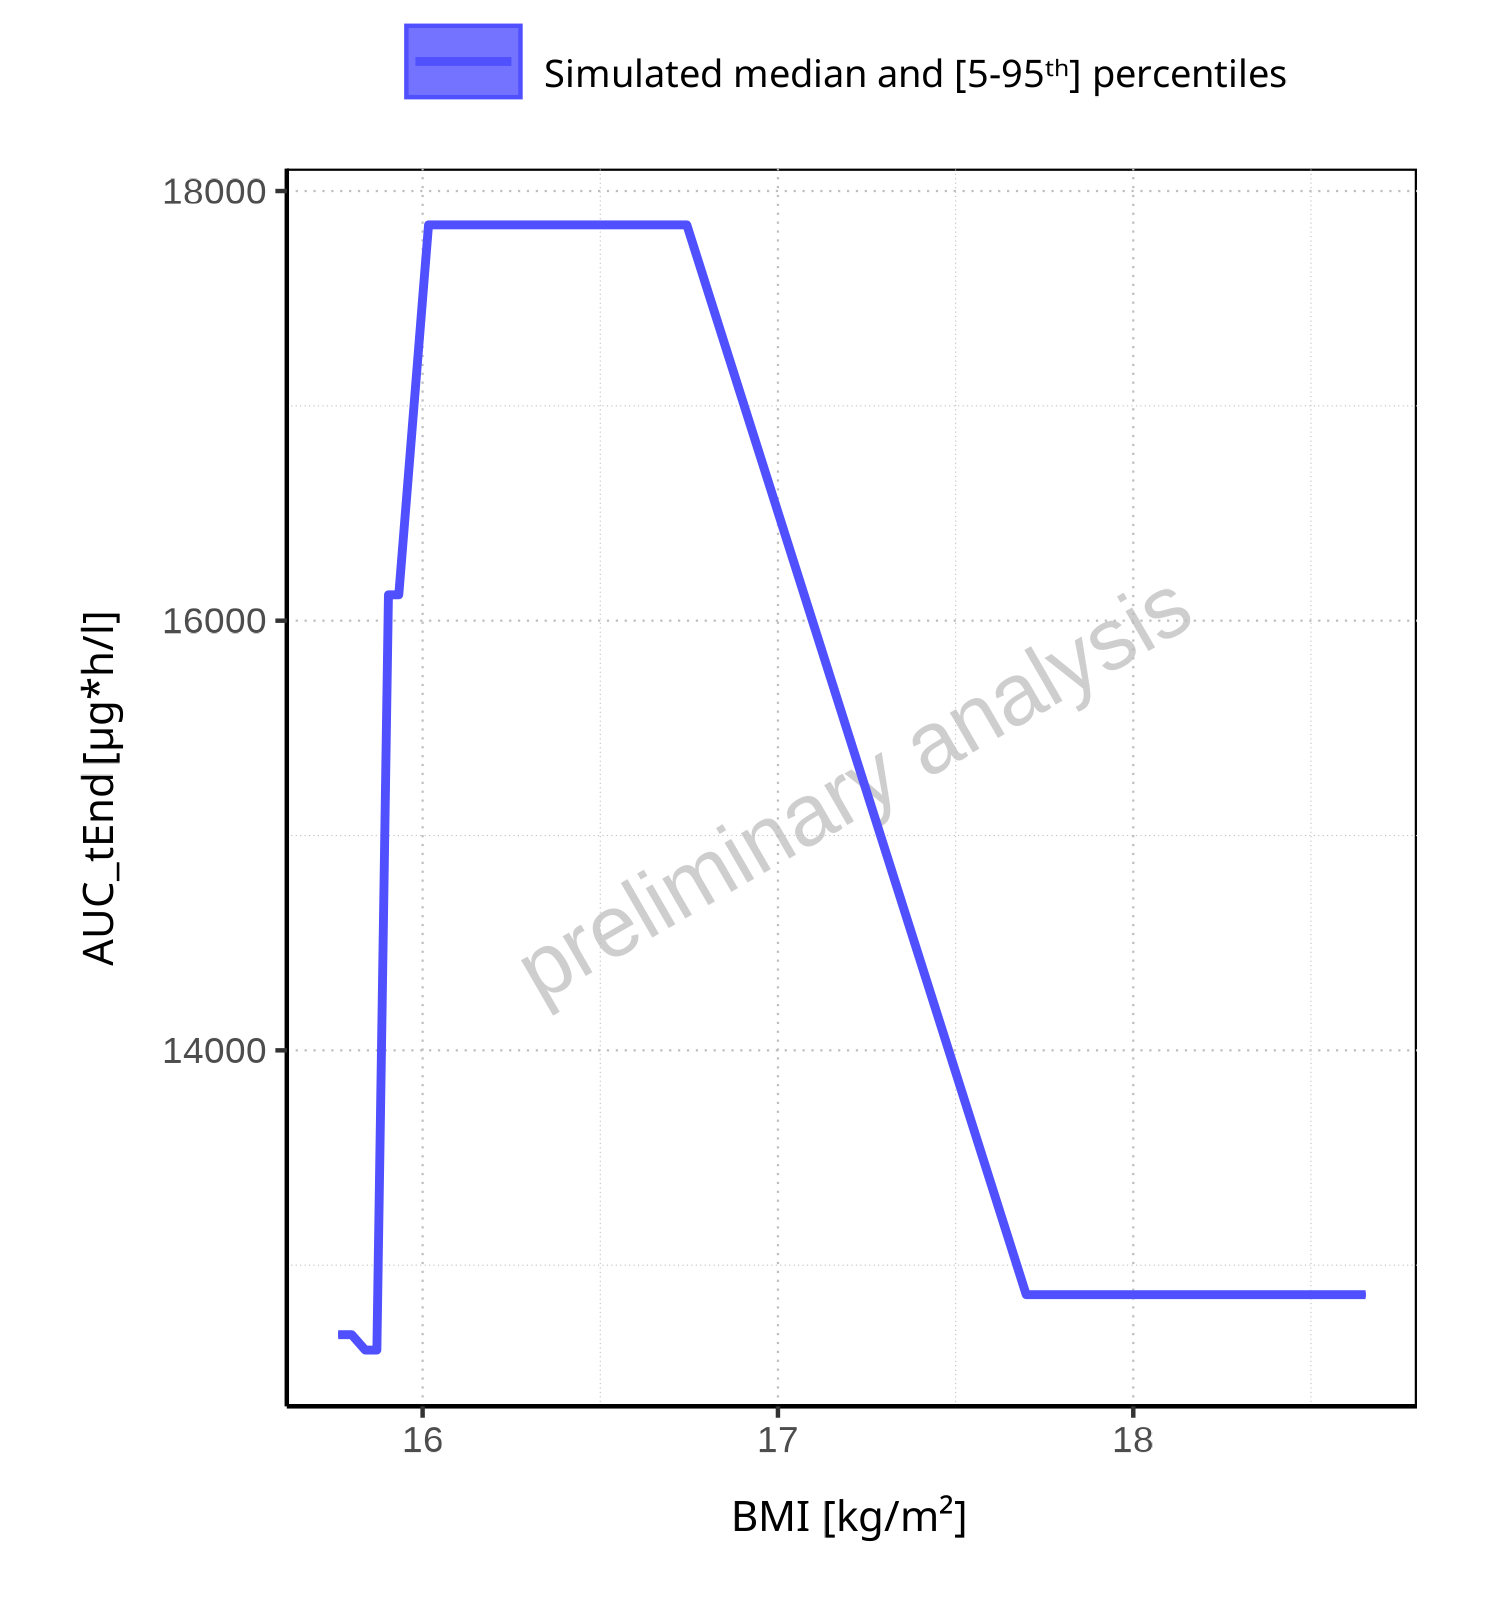 Simulated median and [5-95ᵗʰ] percentiles
18000
16000
14000
AUC_tEnd [µg*h/l]
preliminary analysis
16 17 18
BMI [kg/m²]